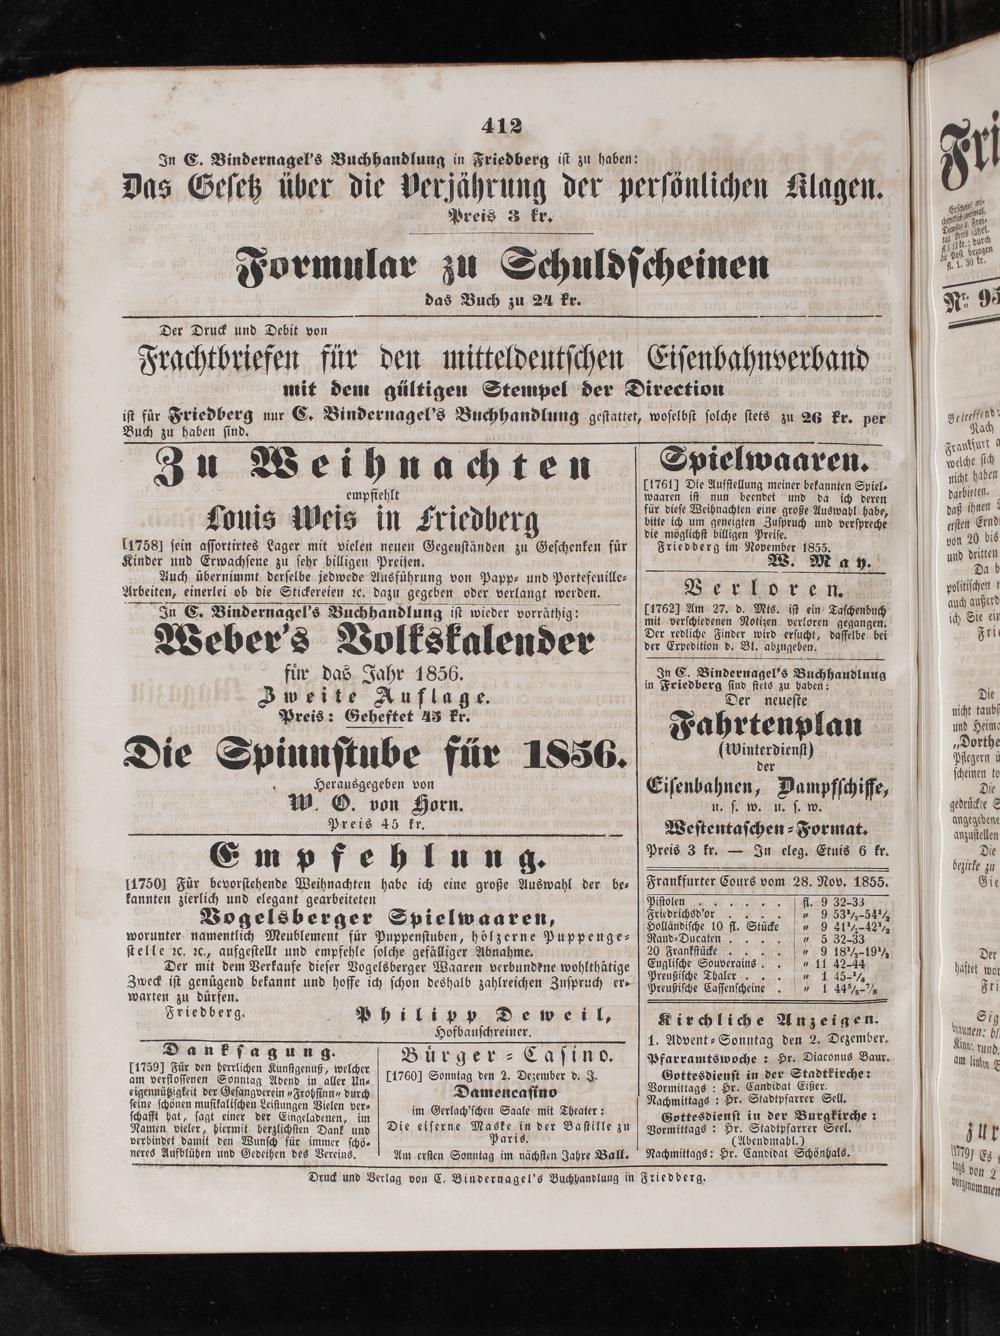 412
In C. Bindernagel's Buchhandlung in Friedberg ist zu haben:
Das Gesetz über die Verjährung der persönlichen Klagen.
Preis 3 kr.
Formular zu Schuldscheinen
das Buch zu 24 kr.
Der Druck und Debit von
Frachtbriefen für den mitteldeutschen Eisenbahnverband
mit dem gültigen Stempel der Direction
ist für Friedberg nur C. Bindernagel's Buchhandlung gestattet, woselbst solche stets zu 26 kr. per
Buch zu haben sind.
Zu Weihnachten
empfiehlt
Louis Weis in Friedberg
[1758] sein assortirtes Lager mit vielen neuen Gegenständen zu Geschenken für
Kinder und Erwachsene zu sehr billigen Preisen.
Auch übernimmt derselbe jedwede Ausführung von Papp- und Portefeuille-
Arbeiten, einerlei ob die Stickereien ꝛc. dazu gegeben oder verlangt werden.
In C. Bindernagel's Buchhandlung ist wieder vorräthig:
Weber's Volkskalender
für das Jahr 1856.
Zweite Auflage.
Preis: Geheftet 45 kr.
Die Spinnstube für 1856.
Herausgegeben von
W. O. von Horn.
Preis 45 kr.
Empfehlung.
[1750] Für bevorstehende Weihnachten habe ich eine große Auswahl der be-
kannten zierlich und elegant gearbeiteten
Vogelsberger Spielwaaren,
worunter namentlich Meublement für Puppenstuben, hölzerne Puppenge-
stelle ꝛc. ꝛc., aufgestellt und empfehle solche gefälliger Abnahme.
Der mit dem Verkaufe dieser Vogelsberger Waaren verbundene wohlthätige
Zweck ist genügend bekannt und hoffe ich schon deshalb zahlreichen Zuspruch er-
warten zu dürfen.
Friedberg. Philipp Deweil,
Hofbauschreiner.
Danksagung.
[1759] Für den herrlichen Kunstgenuß, welcher
am verflossenen Sonntag Abend in aller Un-
eigennützigkeit der Gesangverein „Frohsinn" durch
seine schönen musikalischen Leistungen Vielen ver-
schafft hat, sagt einer der Eingeladenen, im
Namen vieler, hiermit herzlichsten Dank und
verbindet damit den Wunsch für immer schö-
neres Aufblühen und Gedeihen des Vereins.
Bürger-Casino.
[1760] Sonntag den 2. Dezember d. J.
Damencasino
im Gerlach'schen Saale mit Theater:
Die eiserne Maske in der Bastille zu
Paris.
Am ersten Sonntag im nächsten Jahre Ball.
Spielwaaren.
[1761] Die Aufstellung meiner bekannten Spiel-
waaren ist nun beendet und da ich deren
für diese Weihnachten eine große Auswahl habe,
bitte ich um geneigten Zuspruch und verspreche
die möglichst billigen Preise.
Friedberg im November 1855.
W. May.
Verloren.
[1762] Am 27. d. Mts. ist ein Taschenbuch
mit verschiedenen Notizen verloren gegangen.
Der redliche Finder wird ersucht, dasselbe bei
der Expedition d. Bl. abzugeben.
In C. Bindernagel's Buchhandlung
in Friedberg sind stets zu haben:
Der neueste
Fahrtenplan
(Winterdienst)
der
Eisenbahnen, Dampfschiffe,
u. s. w. u. s. w.
Westentaschen-Format.
Preis 3 kr. — In eleg. Etuis 6 kr.
Frankfurter Cours vom 28. Nov. 1855.
Pistolen . . . . . . fl. 9 32-33
Friedrichsd'or . . . . „ 9 53½-54½
Holländische 10 fl. Stücke „ 9 41½-42½
Rand-Ducaten . . . . „ 5 32-33
20 Frankstücke . . . . „ 9 18½-19½
Englische Souverains . . „ 11 42-44
Preußische Thaler . . . „ 1 45-⅛
Preußische Cassenscheine . „ 1 44⅝-⅞
Kirchliche Anzeigen.
1. Advent-Sonntag den 2. Dezember.
Pfarramtswoche: Hr. Diaconus Baur.
Gottesdienst in der Stadtkirche:
Vormittags: Hr. Candidat Eißer.
Nachmittags: Hr. Stadtpfarrer Sell.
Gottesdienst in der Burgkirche:
Vormittags: Hr. Stadtpfarrer Seel.
(Abendmahl.)
Nachmittags: Hr. Candidat Schönhals.
Druck und Verlag von C. Bindernagel's Buchhandlung in Friedberg.
Fri
Nr. 95